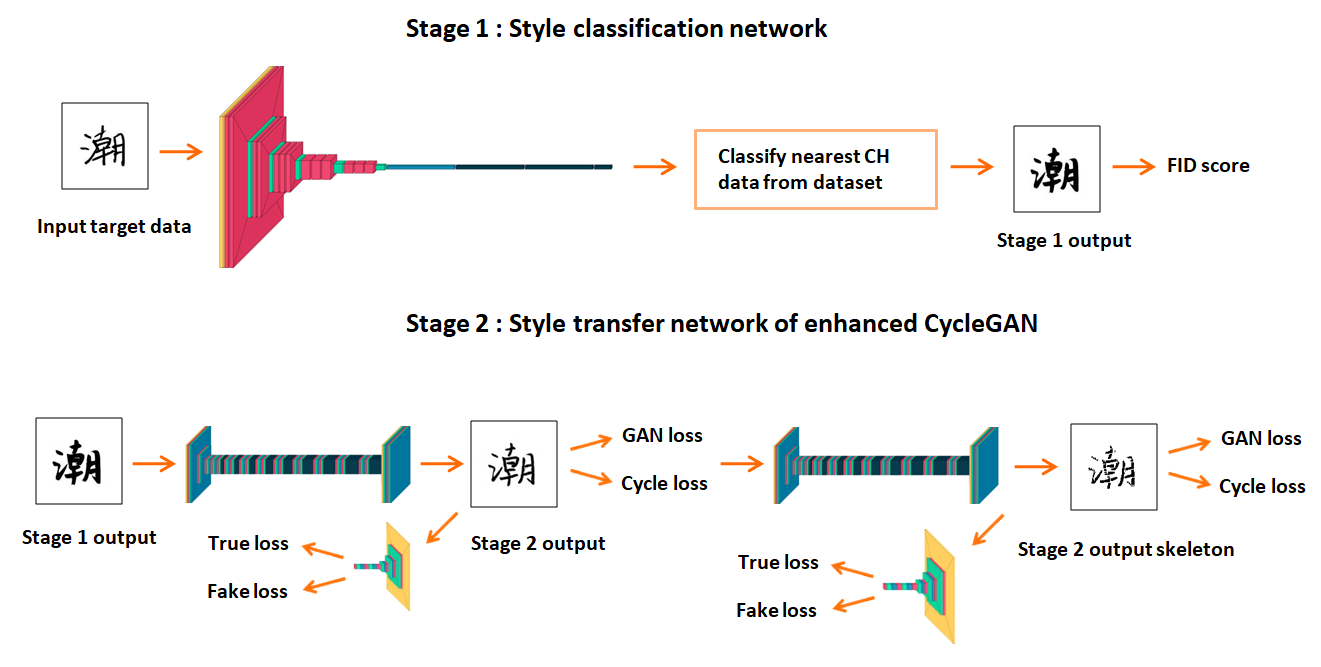 Stage 1 : Style classification network
潮
Input target data
Classify nearest CH
data from dataset
潮
Stage 1 output
FID score
Stage 2 : Style transfer network of enhanced CycleGAN
潮
Stage 1 output
潮
Stage 2 output
GAN loss
Cycle loss
True loss
Fake loss
潮
Stage 2 output skeleton
GAN loss
Cycle loss
True loss
Fake loss